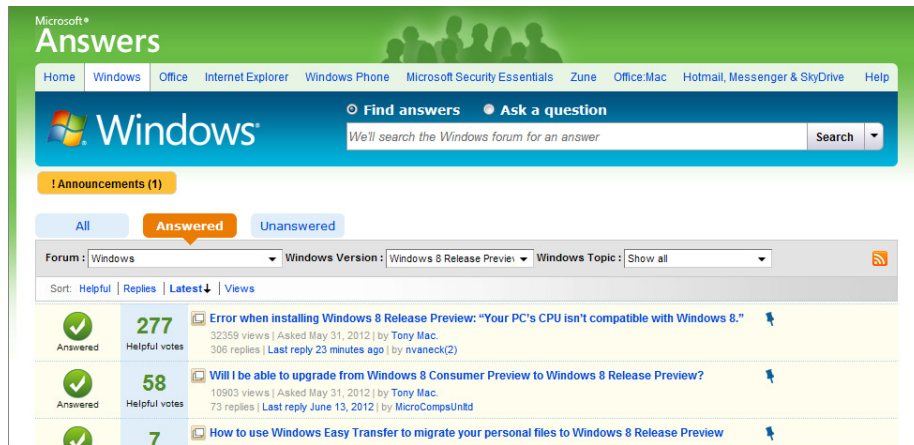 Microsoft®
Answers
Home Windows Office Internet Explorer Windows Phone Microsoft Security Essentials Zune Office:Mac Hotmail, Messenger & SkyDrive Help
Find answers Ask a question
Windows®
We'll search the Windows forum for an answer Search
! Announcements (1)
All Answered Unanswered
Forum : Windows Windows Version : Windows 8 Release Previev Windows Topic : Show all
Sort: Helpful | Replies | Latest | Views
Error when installing Windows 8 Release Preview: “Your PC's CPU isn't compatible with Windows 8.”
277
32359 views | Asked May 31, 2012 | by Tony Mac.
Answered Helpful votes
306 replies | Last reply 23 minutes ago | by nvaneck(2)
Will I be able to upgrade from Windows 8 Consumer Preview to Windows 8 Release Preview?
58
10903 views | Asked May 31, 2012 | by Tony Mac.
Answered Helpful votes
73 replies | Last reply June 13, 2012 | by MicroCompsUnltd
7 How to use Windows Easy Transfer to migrate your personal files to Windows 8 Release Preview